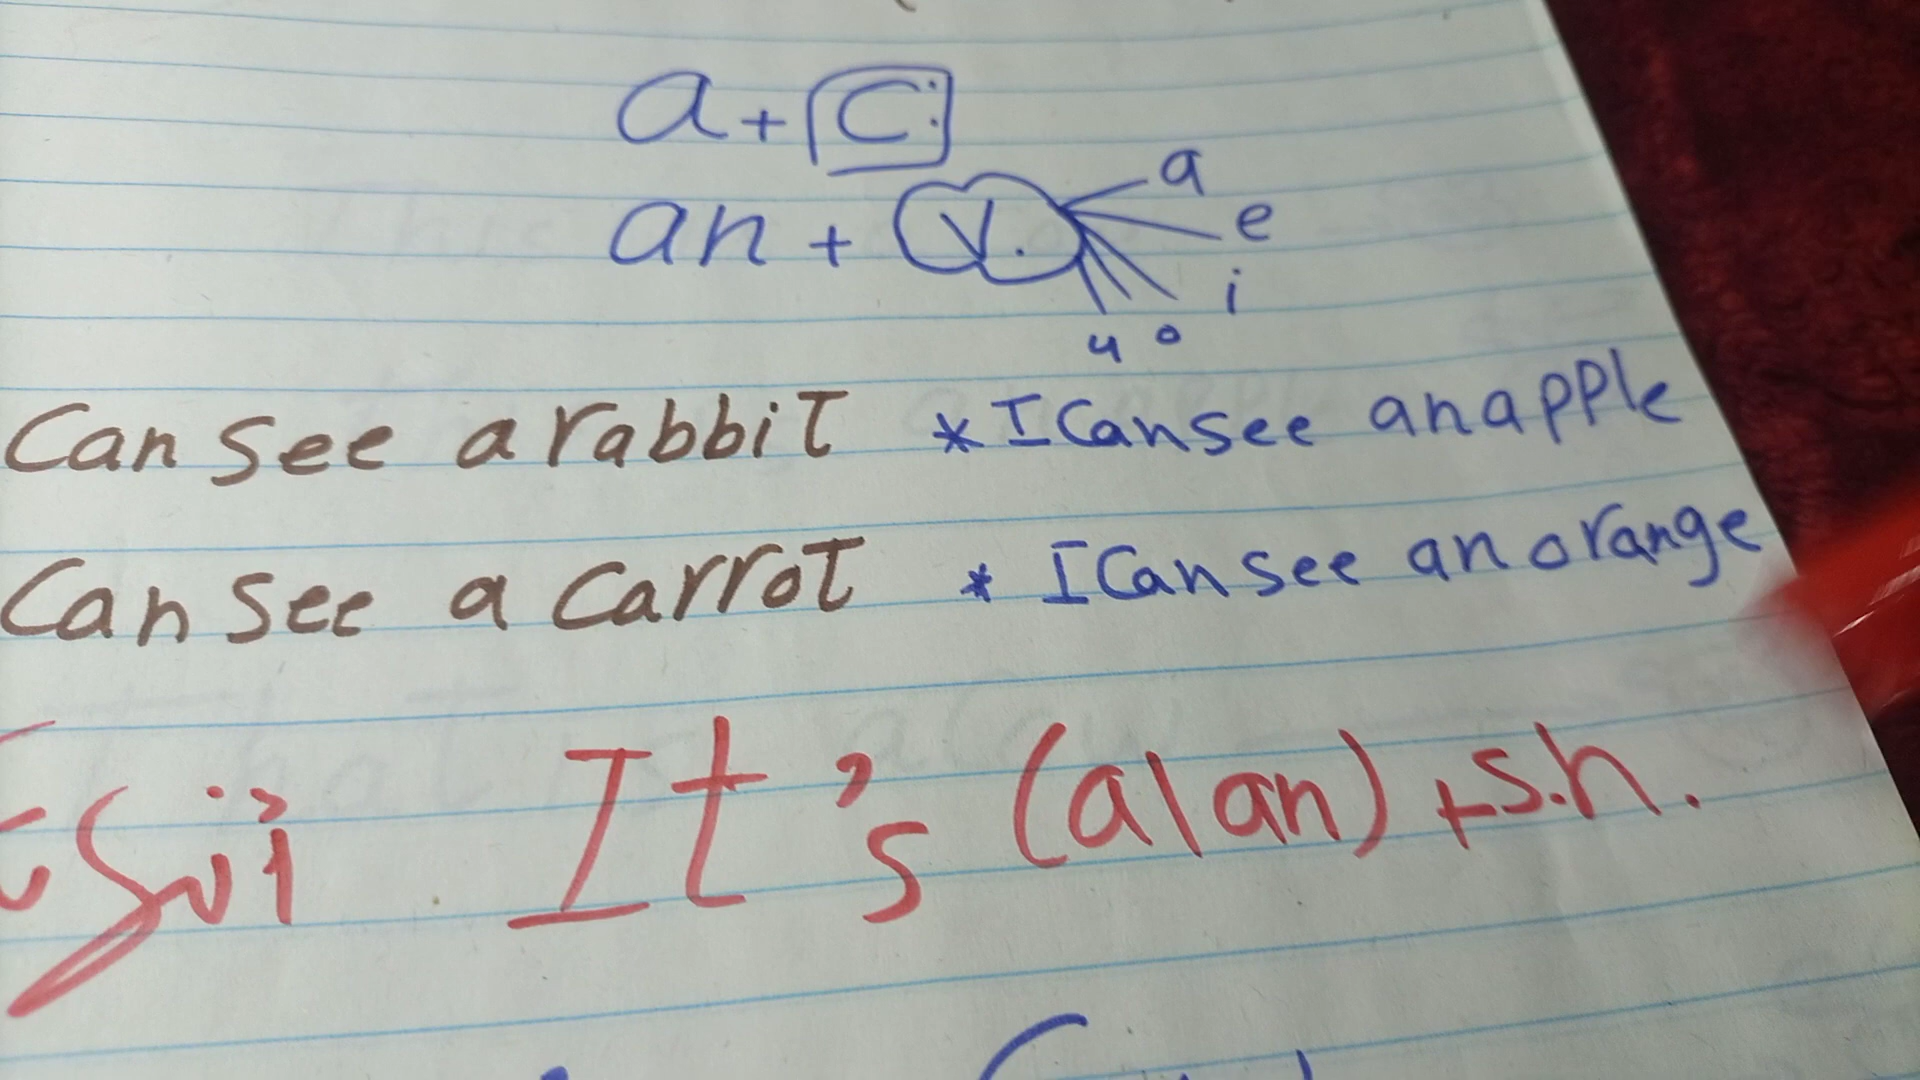 a + C.
an + V.
a
e
i
o
u
Can see a rabbit * I Can see an apple
Can see a Carrot * I Can see an orange
It's (a|an) + s.h.